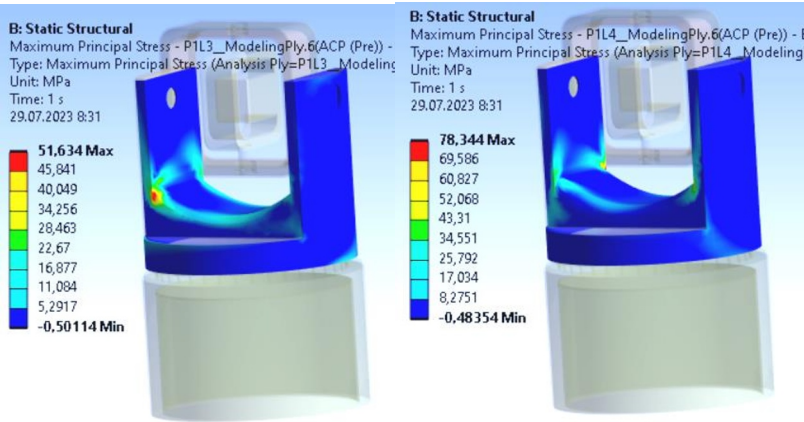 B: Static Structural
Maximum Principal Stress - P1L3__ModelingPly.6(ACP (Pre)) -
Type: Maximum Principal Stress (Analysis Ply=P1L3__Modeling
Unit: MPa
Time: 1 s
29.07.2023 8:31
51,634 Max
45,841
40,049
34,256
28,463
22,67
16,877
11,084
5,2917
-0,50114 Min
B: Static Structural
Maximum Principal Stress - P1L4__ModelingPly.6(ACP (Pre)) - E
Type: Maximum Principal Stress (Analysis Ply=P1L4__Modeling
Unit: MPa
Time: 1 s
29.07.2023 8:31
78,344 Max
69,586
60,827
52,068
43,31
34,551
25,792
17,034
8,2751
-0,48354 Min